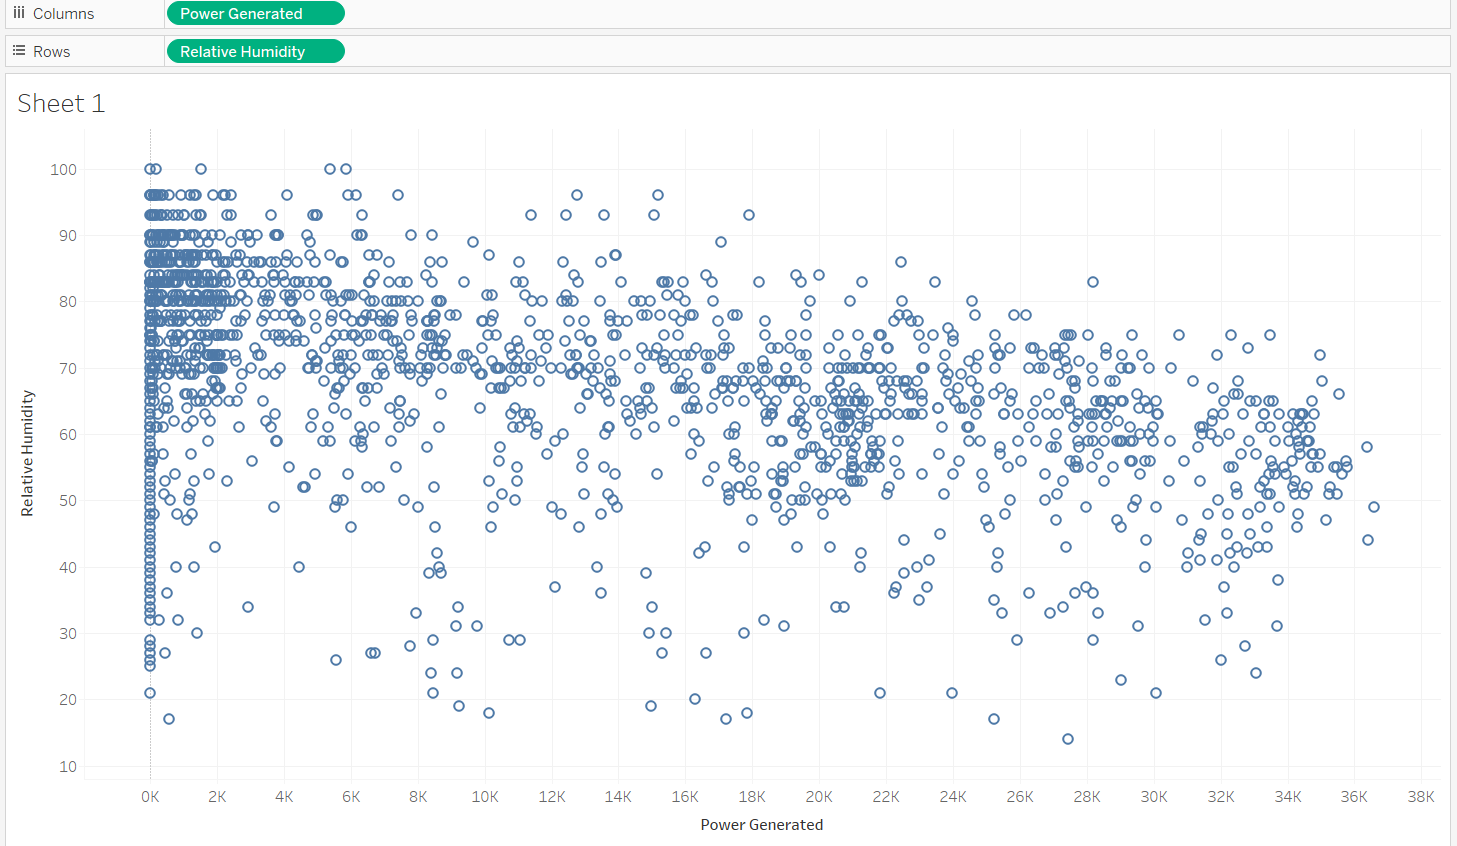 Columns Power Generated
Rows Relative Humidity
Sheet 1
100
90
80
70
60
50
40
30
20
10
Relative Humidity
0K 2K 4K 6K 8K 10K 12K 14K 16K 18K 20K 22K 24K 26K 28K 30K 32K 34K 36K 38K
Power Generated